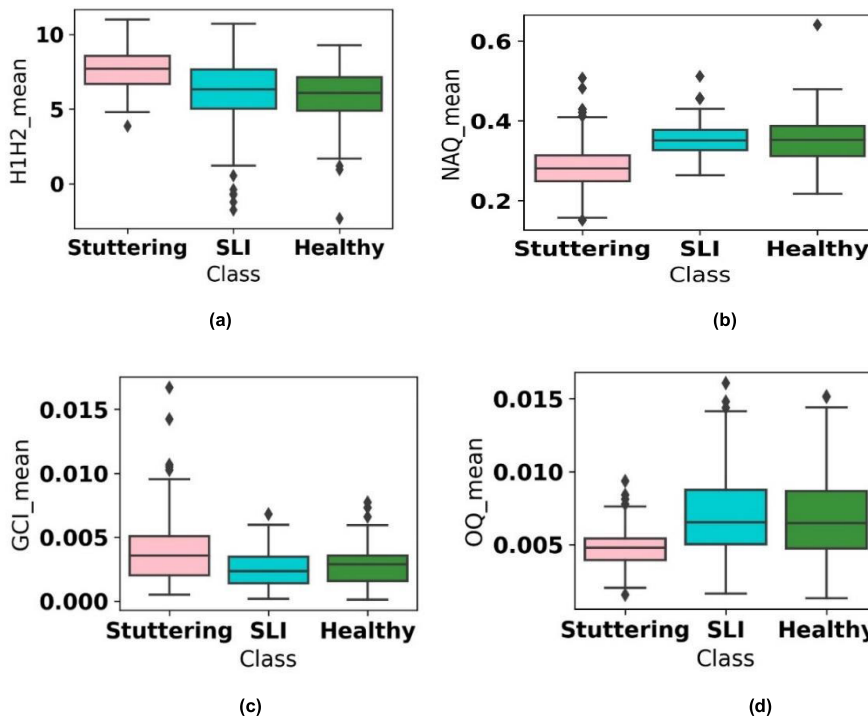 H1H2_mean
10
5
0
Stuttering SLI Healthy
Class
(a)
NAQ_mean
0.6
0.4
0.2
Stuttering SLI Healthy
Class
(b)
GCI_mean
0.015
0.010
0.005
0.000
Stuttering SLI Healthy
Class
(c)
OQ_mean
0.015
0.010
0.005
Stuttering SLI Healthy
Class
(d)